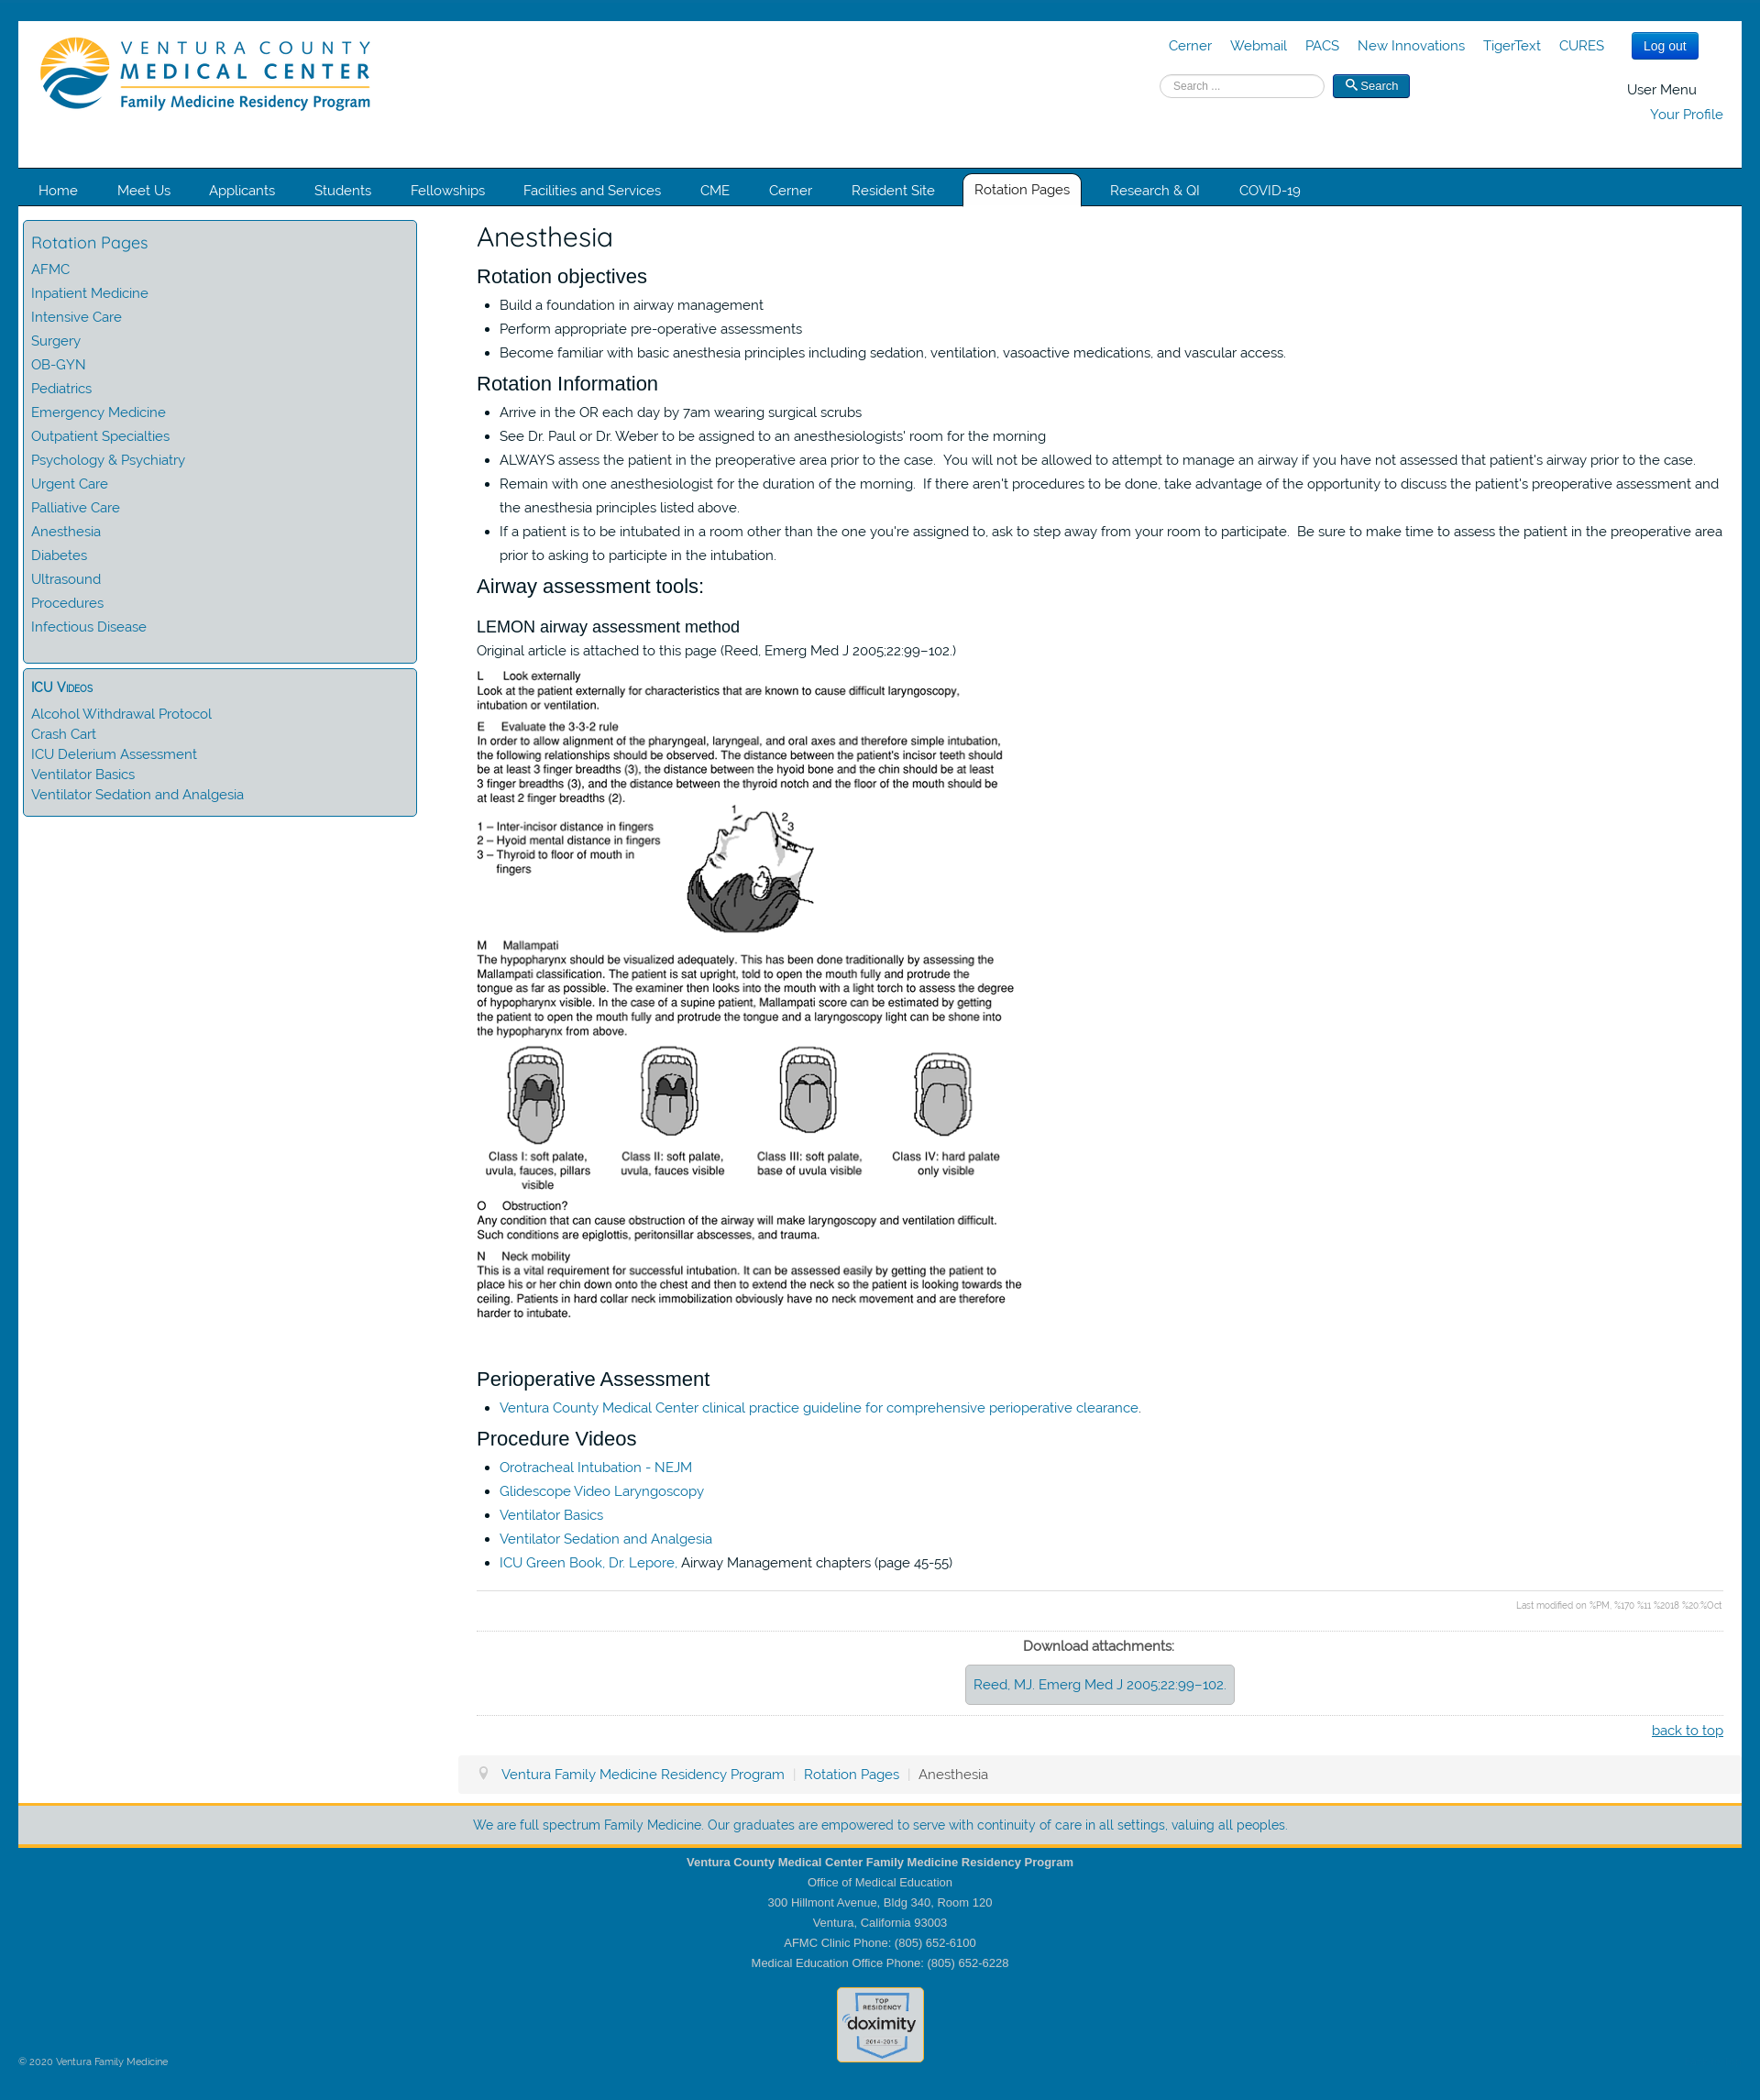 VENTURA COUNTY
MEDICAL CENTER
Family Medicine Residency Program
Cerner Webmail PACS New Innovations TigerText CURES Log out
Search ... Search
User Menu
Your Profile
Home Meet Us Applicants Students Fellowships Facilities and Services CME Cerner Resident Site Rotation Pages Research & QI COVID-19
Rotation Pages
AFMC
Inpatient Medicine
Intensive Care
Surgery
OB-GYN
Pediatrics
Emergency Medicine
Outpatient Specialties
Psychology & Psychiatry
Urgent Care
Palliative Care
Anesthesia
Diabetes
Ultrasound
Procedures
Infectious Disease
ICU Videos
Alcohol Withdrawal Protocol
Crash Cart
ICU Delerium Assessment
Ventilator Basics
Ventilator Sedation and Analgesia
Anesthesia
Rotation objectives
Build a foundation in airway management
Perform appropriate pre-operative assessments
Become familiar with basic anesthesia principles including sedation, ventilation, vasoactive medications, and vascular access.
Rotation Information
Arrive in the OR each day by 7am wearing surgical scrubs
See Dr. Paul or Dr. Weber to be assigned to an anesthesiologists' room for the morning
ALWAYS assess the patient in the preoperative area prior to the case. You will not be allowed to attempt to manage an airway if you have not assessed that patient's airway prior to the case.
Remain with one anesthesiologist for the duration of the morning. If there aren't procedures to be done, take advantage of the opportunity to discuss the patient's preoperative assessment and
the anesthesia principles listed above.
If a patient is to be intubated in a room other than the one you're assigned to, ask to step away from your room to participate. Be sure to make time to assess the patient in the preoperative area
prior to asking to participte in the intubation.
Airway assessment tools:
LEMON airway assessment method
Original article is attached to this page (Reed, Emerg Med J 2005;22:99–102.)
L Look externally
Look at the patient externally for characteristics that are known to cause difficult laryngoscopy,
intubation or ventilation.
E Evaluate the 3-3-2 rule
In order to allow alignment of the pharyngeal, laryngeal, and oral axes and therefore simple intubation,
the following relationships should be observed. The distance between the patient's incisor teeth should
be at least 3 finger breadths (3), the distance between the hyoid bone and the chin should be at least
3 finger breadths (3), and the distance between the thyroid notch and the floor of the mouth should be
at least 2 finger breadths (2).
1 – Inter-incisor distance in fingers
2 – Hyoid mental distance in fingers
3 – Thyroid to floor of mouth in
fingers
1
2
3
M Mallampati
The hypopharynx should be visualized adequately. This has been done traditionally by assessing the
Mallampati classification. The patient is sat upright, told to open the mouth fully and protrude the
tongue as far as possible. The examiner then looks into the mouth with a light torch to assess the degree
of hypopharynx visible. In the case of a supine patient, Mallampati score can be estimated by getting
the patient to open the mouth fully and protrude the tongue and a laryngoscopy light can be shone into
the hypopharynx from above.
Class I: soft palate, uvula, fauces, pillars visible
Class II: soft palate, uvula, fauces visible
Class III: soft palate, base of uvula visible
Class IV: hard palate only visible
O Obstruction?
Any condition that can cause obstruction of the airway will make laryngoscopy and ventilation difficult.
Such conditions are epiglottis, peritonsillar abscesses, and trauma.
N Neck mobility
This is a vital requirement for successful intubation. It can be assessed easily by getting the patient to
place his or her chin down onto the chest and then to extend the neck so the patient is looking towards the
ceiling. Patients in hard collar neck immobilization obviously have no neck movement and are therefore
harder to intubate.
Perioperative Assessment
Ventura County Medical Center clinical practice guideline for comprehensive perioperative clearance.
Procedure Videos
Orotracheal Intubation - NEJM
Glidescope Video Laryngoscopy
Ventilator Basics
Ventilator Sedation and Analgesia
ICU Green Book, Dr. Lepore, Airway Management chapters (page 45-55)
Last modified on %PM, %170 %11 %2018 %20:%Oct
Download attachments:
Reed, MJ. Emerg Med J 2005;22:99–102.
back to top
Ventura Family Medicine Residency Program | Rotation Pages | Anesthesia
We are full spectrum Family Medicine. Our graduates are empowered to serve with continuity of care in all settings, valuing all peoples.
Ventura County Medical Center Family Medicine Residency Program
Office of Medical Education
300 Hillmont Avenue, Bldg 340, Room 120
Ventura, California 93003
AFMC Clinic Phone: (805) 652-6100
Medical Education Office Phone: (805) 652-6228
TOP
RESIDENCY
doximity
2014-2015
© 2020 Ventura Family Medicine